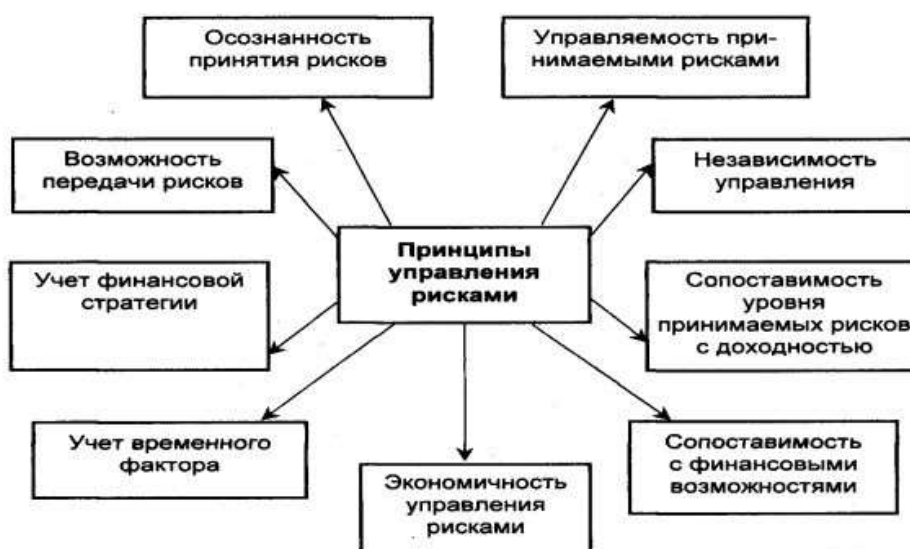 Осознанность
принятия рисков
Управляемость при-
нимаемыми рисками
Возможность
передачи рисков
Независимость
управления
Принципы
управления
рисками
Учет финансовой
стратегии
Сопоставимость
уровня
принимаемых рисков
с доходностью
Учет временного
фактора
Экономичность
управления
рисками
Сопоставимость
с финансовыми
возможностями